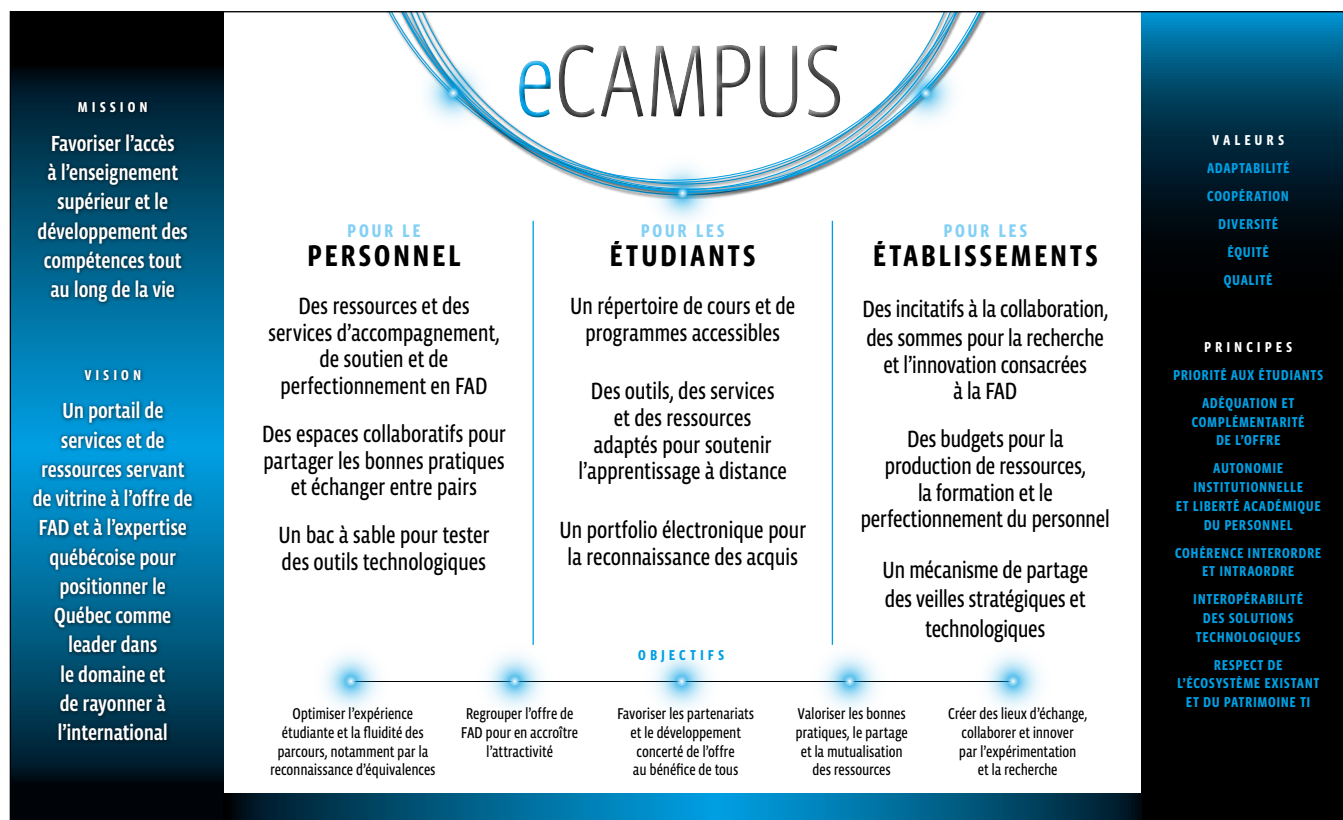 eCAMPUS
MISSION
Favoriser l’accès
à l’enseignement
supérieur et le
développement des
compétences tout
au long de la vie
VISION
Un portail de
services et de
ressources servant
de vitrine à l’offre de
FAD et à l’expertise
québécoise pour
positionner le
Québec comme
leader dans
le domaine et
de rayonner à
l’international
POUR LE
PERSONNEL
Des ressources et des
services d’accompagnement,
de soutien et de
perfectionnement en FAD
Des espaces collaboratifs pour
partager les bonnes pratiques
et échanger entre pairs
Un bac à sable pour tester
des outils technologiques
POUR LES
ÉTUDIANTS
Un répertoire de cours et de
programmes accessibles
Des outils, des services
et des ressources
adaptés pour soutenir
l’apprentissage à distance
Un portfolio électronique pour
la reconnaissance des acquis
POUR LES
ÉTABLISSEMENTS
Des incitatifs à la collaboration,
des sommes pour la recherche
et l’innovation consacrées
à la FAD
Des budgets pour la
production de ressources,
la formation et le
perfectionnement du personnel
Un mécanisme de partage
des veilles stratégiques et
technologiques
OBJECTIFS
Optimiser l’expérience
étudiante et la fluidité des
parcours, notamment par la
reconnaissance d’équivalences
Regrouper l’offre de
FAD pour en accroître
l’attractivité
Favoriser les partenariats
et le développement
concerté de l’offre
au bénéfice de tous
Valoriser les bonnes
pratiques, le partage
et la mutualisation
des ressources
Créer des lieux d’échange,
collaborer et innover
par l’expérimentation
et la recherche
VALEURS
ADAPTABILITÉ
COOPÉRATION
DIVERSITÉ
ÉQUITÉ
QUALITÉ
PRINCIPES
PRIORITÉ AUX ÉTUDIANTS
ADÉQUATION ET
COMPLÉMENTARITÉ
DE L’OFFRE
AUTONOMIE
INSTITUTIONNELLE
ET LIBERTÉ ACADÉMIQUE
DU PERSONNEL
COHÉRENCE INTERORDRE
ET INTRAORDRE
INTEROPÉRABILITÉ
DES SOLUTIONS
TECHNOLOGIQUES
RESPECT DE
L’ÉCOSYSTÈME EXISTANT
ET DU PATRIMOINE TI